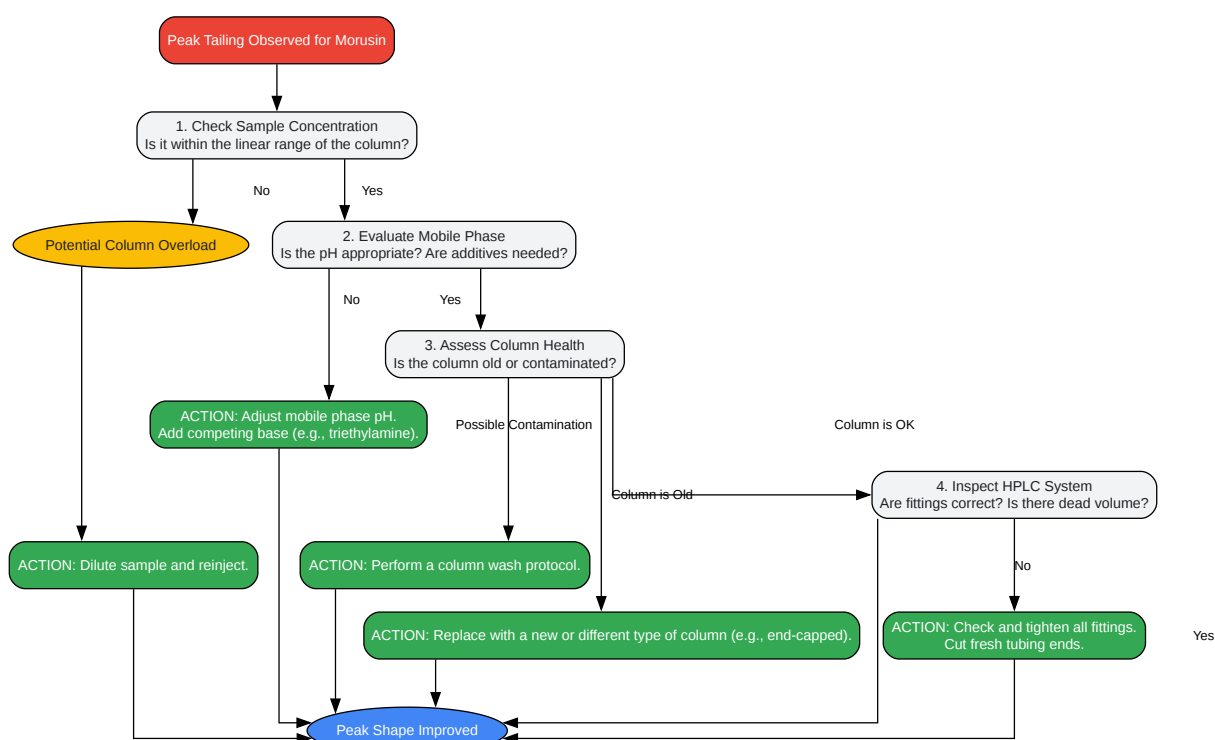 Peak Tailing Observed for Morusin
1. Check Sample Concentration
Is it within the linear range of the column?
No
Yes
Potential Column Overload
2. Evaluate Mobile Phase
Is the pH appropriate? Are additives needed?
No
Yes
3. Assess Column Health
Is the column old or contaminated?
ACTION: Adjust mobile phase pH.
Add competing base (e.g., triethylamine).
Possible Contamination
Column is OK
Column is Old
4. Inspect HPLC System
Are fittings correct? Is there dead volume?
ACTION: Dilute sample and reinject.
ACTION: Perform a column wash protocol.
No
ACTION: Replace with a new or different type of column (e.g., end-capped).
ACTION: Check and tighten all fittings.
Cut fresh tubing ends.
Yes
Peak Shape Improved